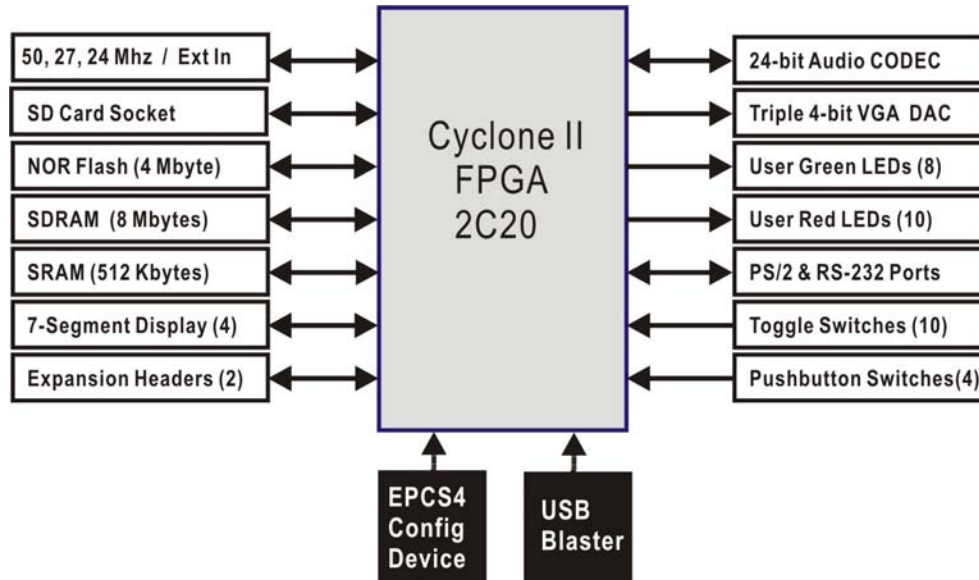 50, 27, 24 Mhz / Ext In
SD Card Socket
NOR Flash (4 Mbyte)
SDRAM (8 Mbytes)
SRAM (512 Kbytes)
7-Segment Display (4)
Expansion Headers (2)
Cyclone II
FPGA
2C20
24-bit Audio CODEC
Triple 4-bit VGA DAC
User Green LEDs (8)
User Red LEDs (10)
PS/2 & RS-232 Ports
Toggle Switches (10)
Pushbutton Switches(4)
EPCS4
Config
Device
USB
Blaster